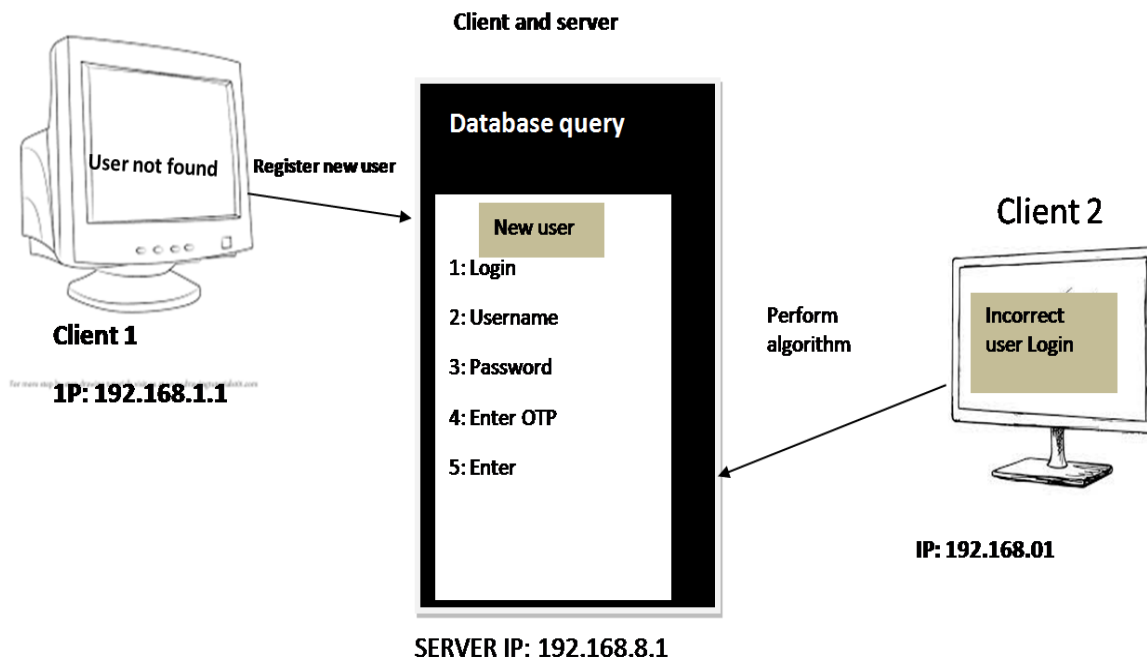 Client and server
User not found
Register new user
Client 1
1P: 192.168.1.1
Database query
New user
1: Login
2: Username
3: Password
4: Enter OTP
5: Enter
SERVER IP: 192.168.8.1
Perform
algorithm
Client 2
Incorrect
user Login
IP: 192.168.01